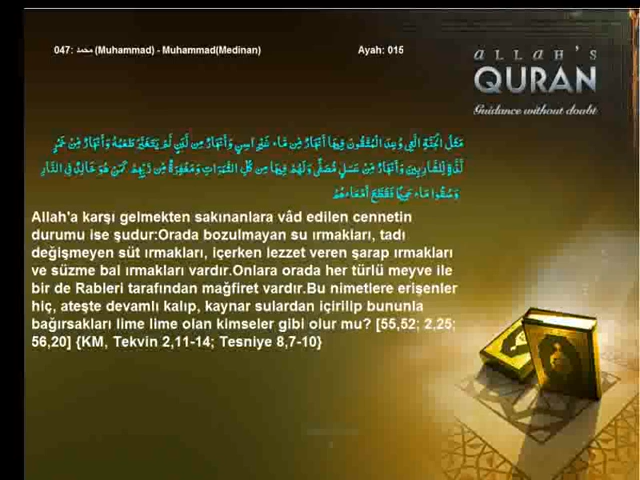 047: محمد (Muhammad) - Muhammad(Medinan)
Ayah: 015
ALLAH'S
QURAN
Guidance without doubt
مَثَلُ الْجَنَّةِ الَّتِي وُعِدَ الْمُتَّقُونَ فِيهَا أَنْهَارٌ مِّن مَّاء غَيْرِ آسِنٍ وَأَنْهَارٌ مِن لَّبَنٍ لَّمْ يَتَغَيَّرْ طَعْمُهُ وَأَنْهَارٌ مِّنْ خَمْرٍ
لَّذَّةٍ لِّلشَّارِبِينَ وَأَنْهَارٌ مِّنْ عَسَلٍ مُّصَفًّى وَلَهُمْ فِيهَا مِن كُلِّ الثَّمَرَاتِ وَمَغْفِرَةٌ مِّن رَّبِّهِمْ كَمَنْ هُوَ خَالِدٌ فِي النَّارِ
وَسُقُوا مَاء حَمِيمًا فَقَطَّعَ أَمْعَاءهُمْ
Allah'a karşı gelmekten sakınanlara vâd edilen cennetin
durumu ise şudur:Orada bozulmayan su ırmakları, tadı
değişmeyen süt ırmakları, içerken lezzet veren şarap ırmakları
ve süzme bal ırmakları vardır.Onlara orada her türlü meyve ile
bir de Rableri tarafından mağfiret vardır.Bu nimetlere erişenler
hiç, ateşte devamlı kalıp, kaynar sulardan içirilip bununla
bağırsakları lime lime olan kimseler gibi olur mu? [55,52; 2,25;
56,20] {KM, Tekvin 2,11-14; Tesniye 8,7-10}